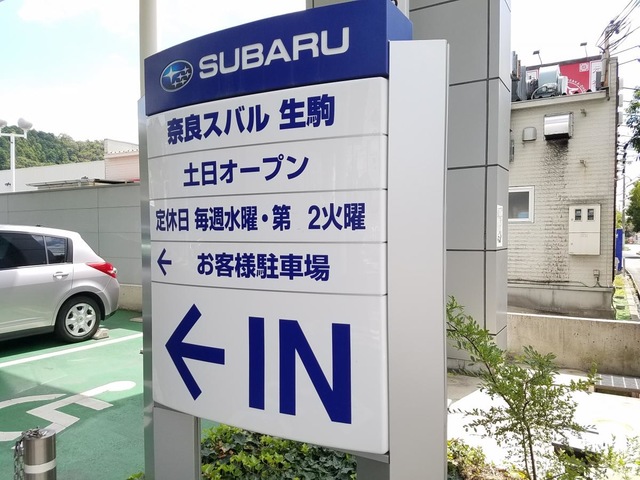 SUBARU
奈良スバル 生駒
土日オープン
定休日 毎週水曜・第 2火曜
← お客様駐車場
← IN